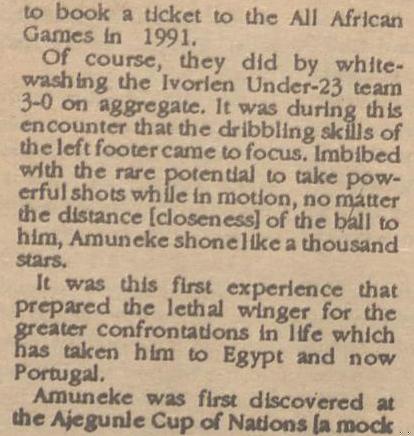 to book a ticket to the All African
Games in 1991.
Of course, they did by white-
washing the Ivorien Under-23 team
3-0 on aggregate. It was during this
encounter that the dribbling skills of
the left footer came to focus. Imbibed
with the rare potential to take pow-
erful shots while in motion, no matter
the distance [closeness] of the ball to
him, Amuneke shone like a thousand
stars.
It was this first experience that
prepared the lethal winger for the
greater confrontations in life which
has taken him to Egypt and now
Portugal.
Amuneke was first discovered at
the Ajegunle Cup of Nations [a mock